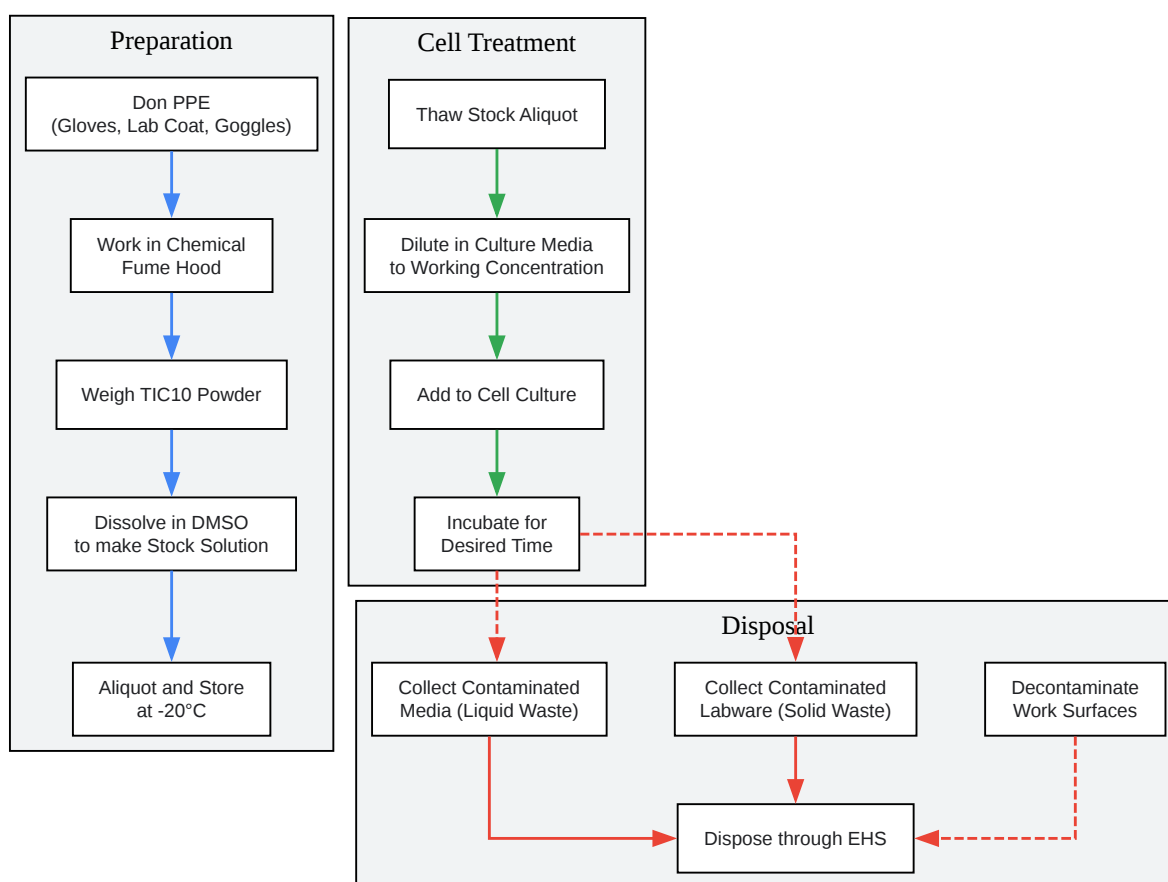 Preparation
Don PPE
(Gloves, Lab Coat, Goggles)
Work in Chemical
Fume Hood
Weigh TIC10 Powder
Dissolve in DMSO
to make Stock Solution
Aliquot and Store
at -20°C
Cell Treatment
Thaw Stock Aliquot
Dilute in Culture Media
to Working Concentration
Add to Cell Culture
Incubate for
Desired Time
Disposal
Collect Contaminated
Media (Liquid Waste)
Collect Contaminated
Labware (Solid Waste)
Decontaminate
Work Surfaces
Dispose through EHS